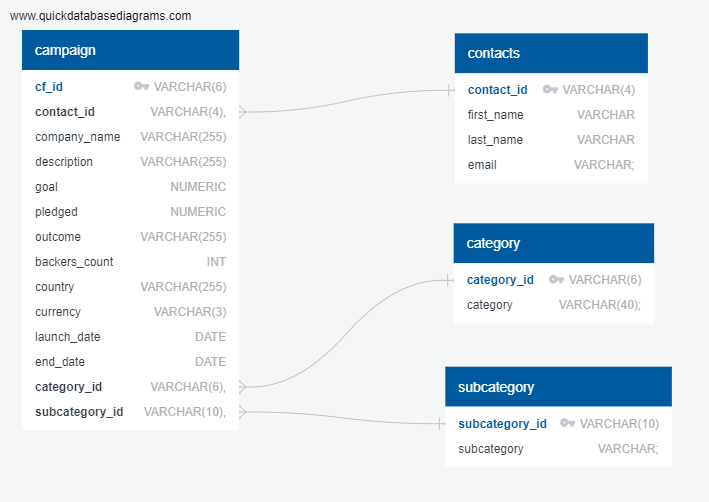 www.quickdatabasediagrams.com
campaign
cf_id VARCHAR(6)
contact_id VARCHAR(4),
company_name VARCHAR(255)
description VARCHAR(255)
goal NUMERIC
pledged NUMERIC
outcome VARCHAR(255)
backers_count INT
country VARCHAR(255)
currency VARCHAR(3)
launch_date DATE
end_date DATE
category_id VARCHAR(6),
subcategory_id VARCHAR(10),
contacts
contact_id VARCHAR(4)
first_name VARCHAR
last_name VARCHAR
email VARCHAR;
category
category_id VARCHAR(6)
category VARCHAR(40);
subcategory
subcategory_id VARCHAR(10)
subcategory VARCHAR;